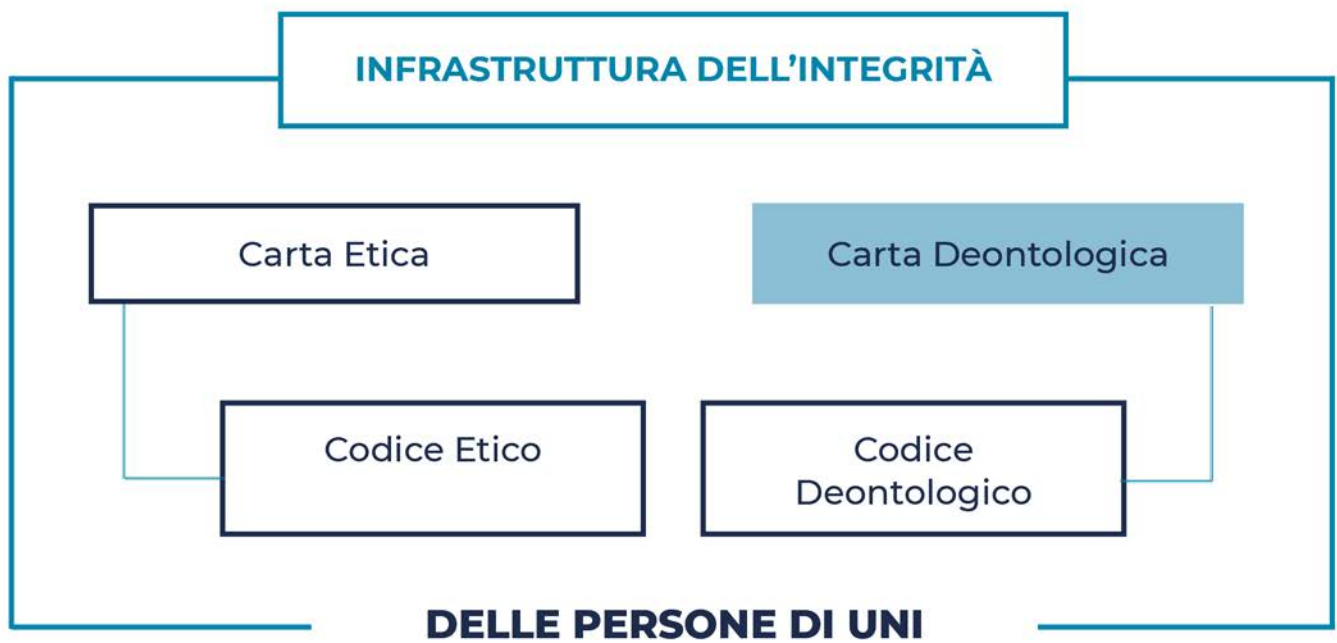 INFRASTRUTTURA DELL’INTEGRITÀ
Carta Etica
Carta Deontologica
Codice Etico
Codice
Deontologico
DELLE PERSONE DI UNI